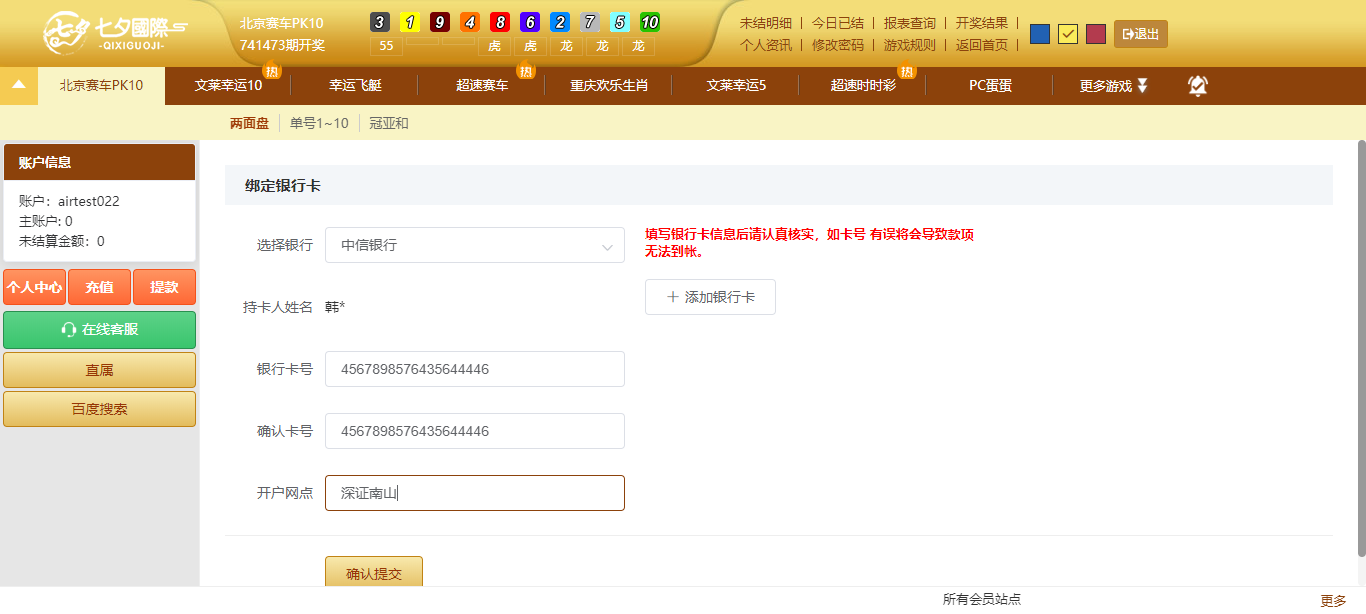 七夕國際
-QIXIGUOJI-
北京赛车PK10
741473期开奖
3 1 9 4 8 6 2 7 5 10
55 虎 虎 龙 龙 龙
未结明细 | 今日已结 | 报表查询 | 开奖结果 |
个人资讯 | 修改密码 | 游戏规则 | 返回首页 |
退出
北京赛车PK10 文莱幸运10 热 幸运飞艇 超速赛车 热 重庆欢乐生肖 文莱幸运5 超速时时彩 热 PC蛋蛋 更多游戏
两面盘 单号1~10 冠亚和
账户信息
账户：airtest022
主账户: 0
未结算金额：0
个人中心 充值 提款
在线客服
直属
百度搜索
绑定银行卡
选择银行 中信银行
填写银行卡信息后请认真核实，如卡号 有误将会导致款项
无法到帐。
持卡人姓名 韩*
添加银行卡
银行卡号 4567898576435644446
确认卡号 4567898576435644446
开户网点 深证南山
确认提交
所有会员站点
更多